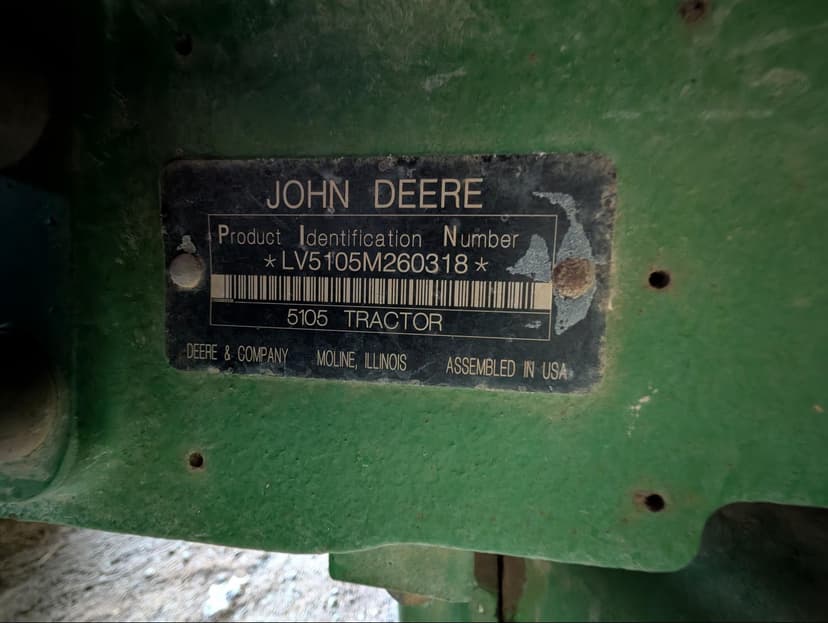 JOHN DEERE
Product Identification Number
*LV5105M260318*
5105 TRACTOR
DEERE & COMPANY MOLINE, ILLINOIS ASSEMBLED IN USA